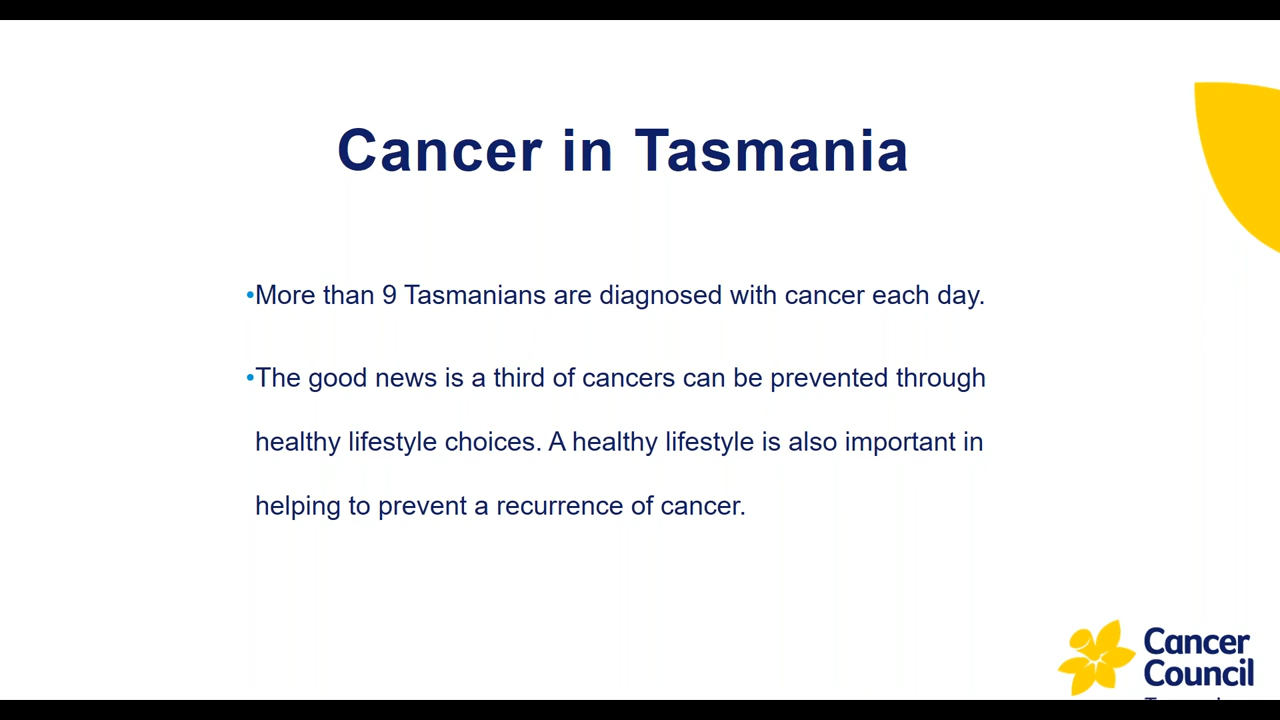 Cancer in Tasmania
•More than 9 Tasmanians are diagnosed with cancer each day.
•The good news is a third of cancers can be prevented through
healthy lifestyle choices. A healthy lifestyle is also important in
helping to prevent a recurrence of cancer.
Cancer
Council